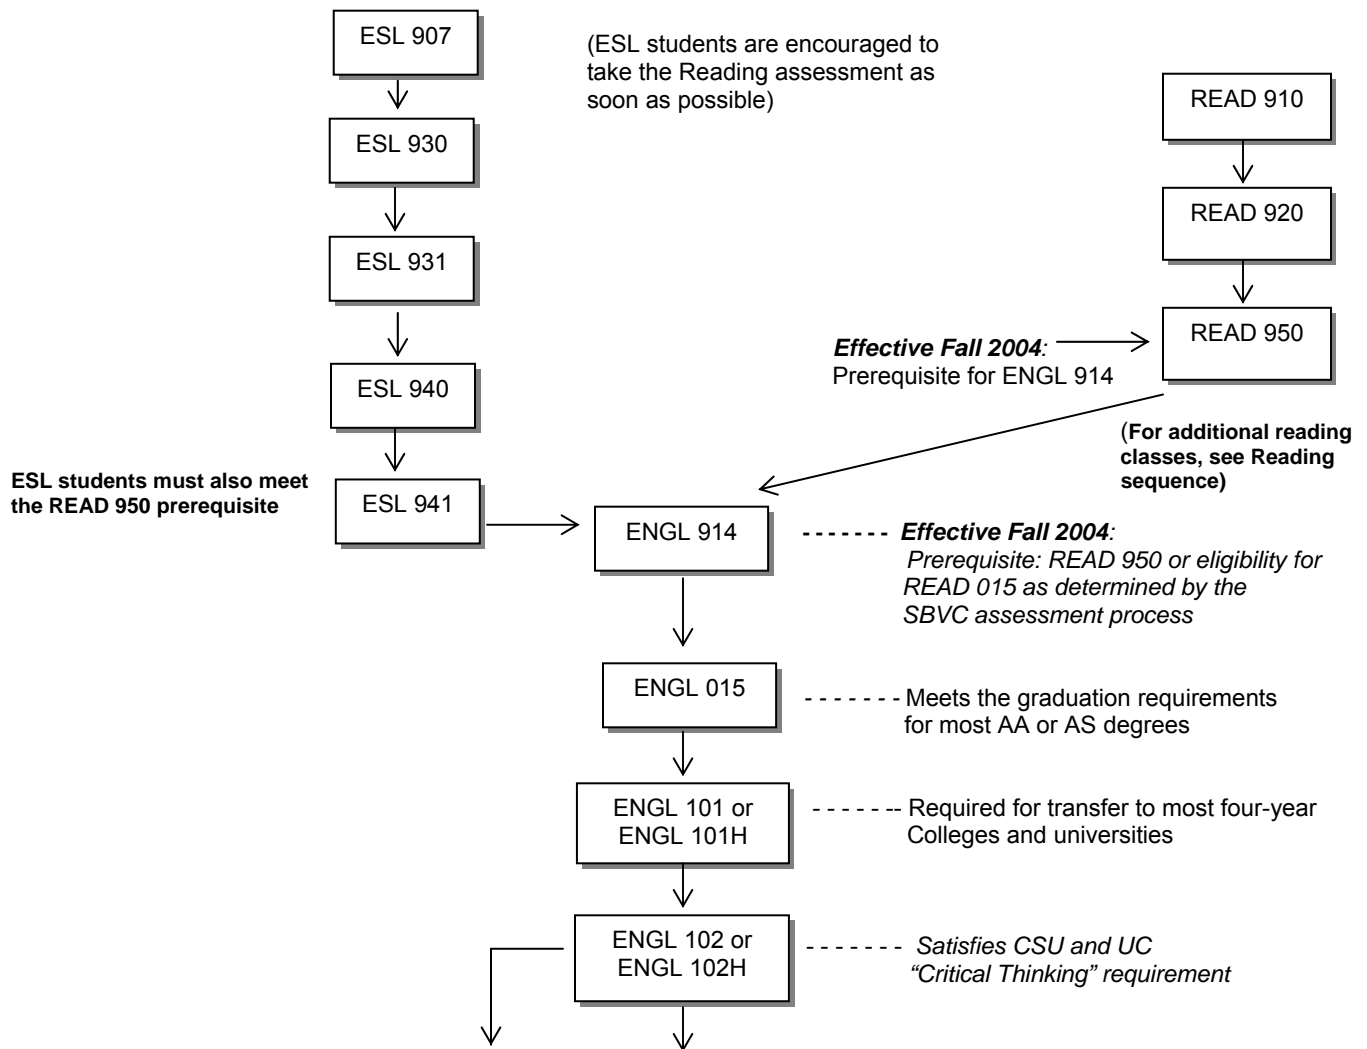 ESL 907
(ESL students are encouraged to
take the Reading assessment as
soon as possible)
READ 910
ESL 930
READ 920
ESL 931
READ 950
Effective Fall 2004:
Prerequisite for ENGL 914
ESL 940
(For additional reading
classes, see Reading
sequence)
ESL students must also meet
the READ 950 prerequisite
ESL 941
ENGL 914
Effective Fall 2004:
Prerequisite: READ 950 or eligibility for
READ 015 as determined by the
SBVC assessment process
ENGL 015
Meets the graduation requirements
for most AA or AS degrees
ENGL 101 or
ENGL 101H
Required for transfer to most four-year
Colleges and universities
ENGL 102 or
ENGL 102H
Satisfies CSU and UC
“Critical Thinking” requirement